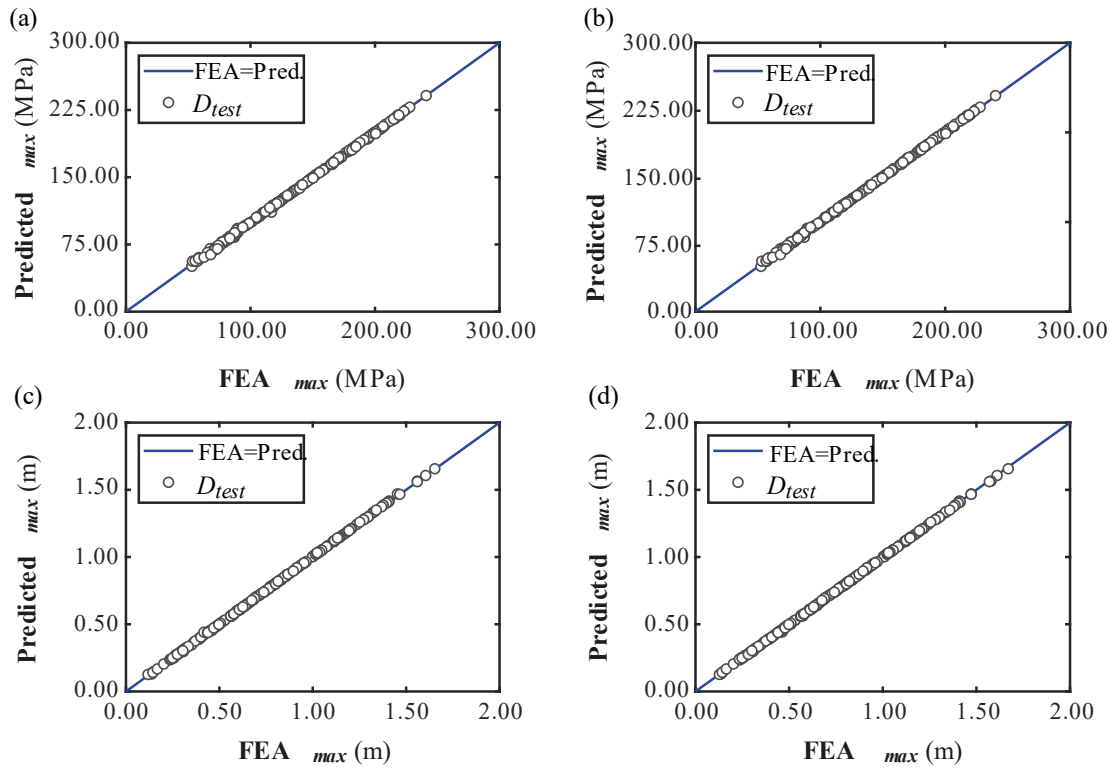 (a)
300.00
225.00
150.00
75.00
0.00
Predicted max (MPa)
FEA=Pred.
D_test
0.00 100.00 200.00 300.00
FEA max (MPa)
(b)
300.00
225.00
150.00
75.00
0.00
Predicted max (MPa)
FEA=Pred.
D_test
0.00 100.00 200.00 300.00
FEA max (MPa)
(c)
2.00
1.50
1.00
0.50
0.00
Predicted max (m)
FEA=Pred.
D_test
0.00 0.50 1.00 1.50 2.00
FEA max (m)
(d)
2.00
1.50
1.00
0.50
0.00
Predicted max (m)
FEA=Pred.
D_test
0.00 0.50 1.00 1.50 2.00
FEA max (m)